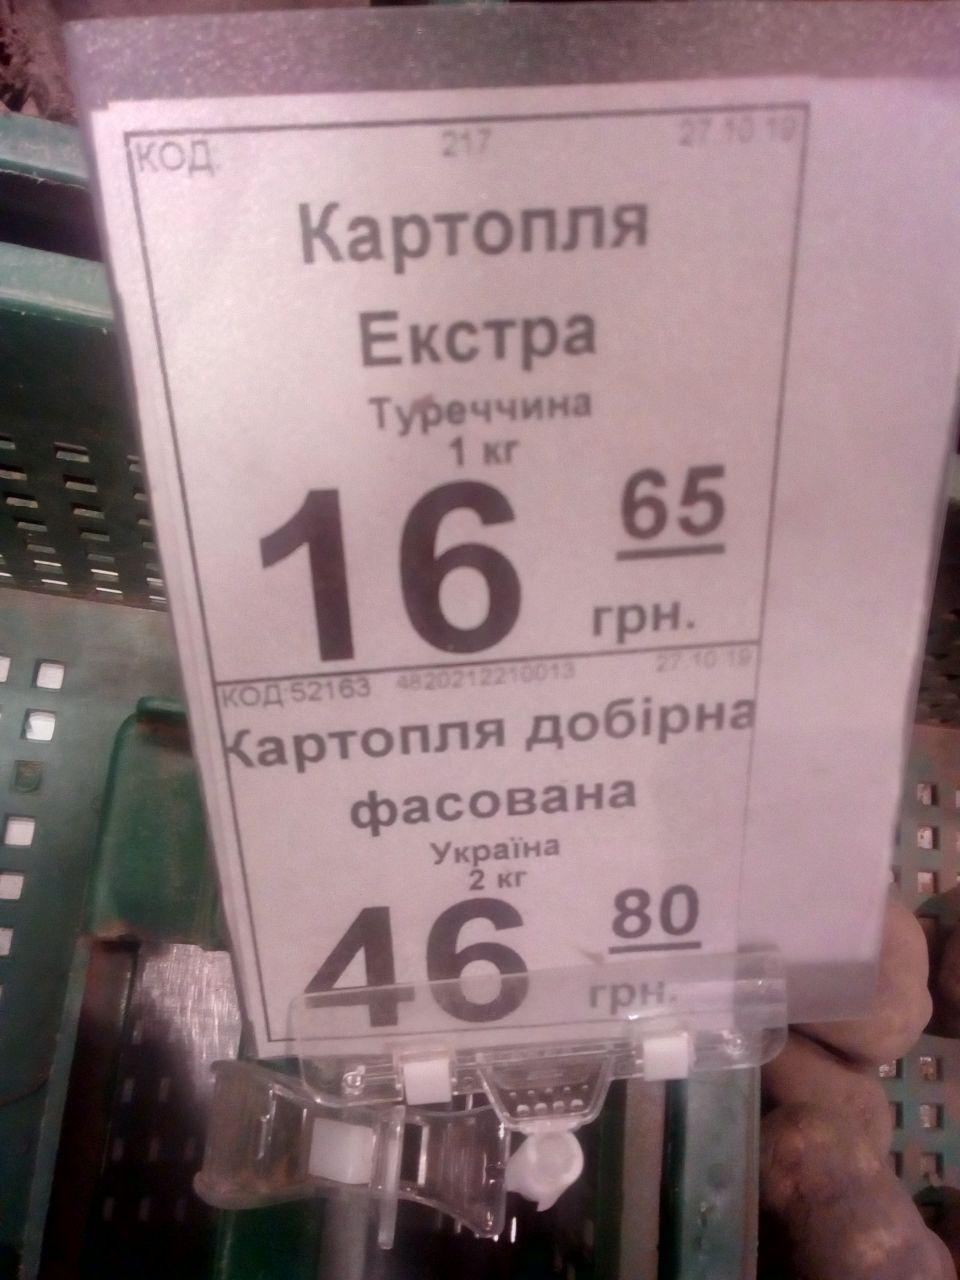 КОД: 217 27 10 19
Картопля
Екстра
Туреччина
1 кг
16 65
грн.
КОД:52163 4820212210013 27 10 19
Картопля добірна
фасована
Україна
2 кг
46 80
грн.